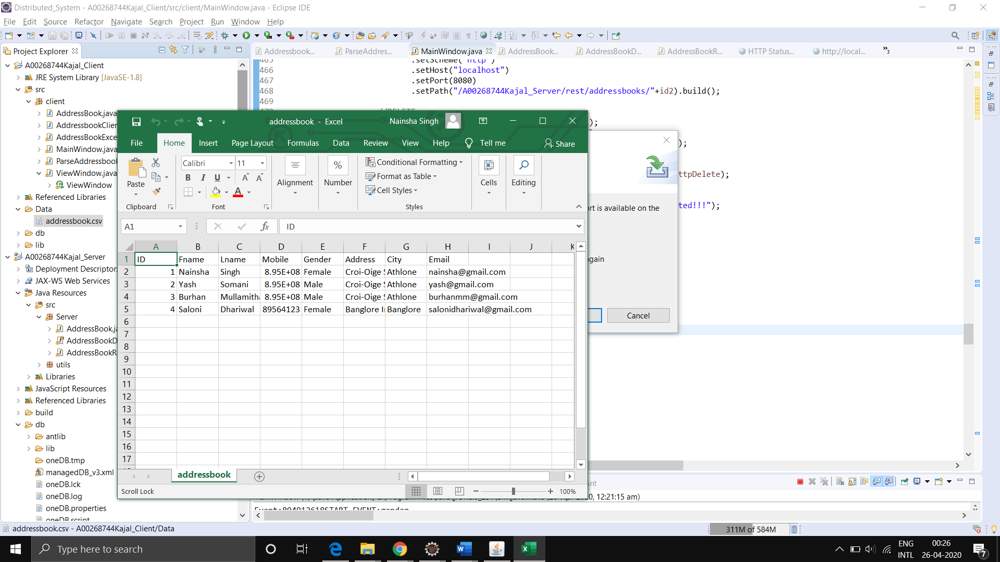 Distributed_System - A00268744Kajal_Client/src/client/MainWindow.java - Eclipse IDE
File Edit Source Refactor Navigate Search Project Run Window Help
Project Explorer
Addressbook... ParseAddres... MainWindow.java AddressBook... AddressBookD... AddressBookR... HTTP Status... http://local... »3
A00268744Kajal_Client
JRE System Library [JavaSE-1.8]
src
client
AddressBook.java
AddressbookClien
AddressBookExce
MainWindow.java
ParseAddressbook
ViewWindow.java
ViewWindow
Referenced Libraries
Data
addressbook.csv
db
lib
A00268744Kajal_Server
Deployment Descriptor:
JAX-WS Web Services
Java Resources
src
Server
AddressBook.ja
AddressBookD
AddressBookRe
utils
Libraries
JavaScript Resources
Referenced Libraries
build
db
antlib
lib
oneDB.tmp
managedDB_v3.xml
oneDB.lck
oneDB.log
oneDB.properties
oneDB.script
465 .setScheme("http")
466 .setHost("localhost")
467 .setPort(8080)
468 .setPath("/A00268744Kajal_Server/rest/addressbooks/"+id2).build();
469
//DELETE
);
);
ttpDelete);
ted!!!");
ort is available on the
again
Cancel
addressbook - Excel
Nainsha Singh
File Home Insert Page Layout Formulas Data Review View Help Tell me Share
Paste
Clipboard
Calibri 11
B I U A A
A
Font
Alignment
%
Number
Conditional Formatting
Format as Table
Cell Styles
Styles
Cells
Editing
A1 fx ID
A B C D E F G H I J K
1 ID Fname Lname Mobile Gender Address City Email
2 1 Nainsha Singh 8.95E+08 Female Croi-Oige Athlone nainsha@gmail.com
3 2 Yash Somani 8.95E+08 Male Croi-Oige Athlone yash@gmail.com
4 3 Burhan Mullamitha 8.95E+08 Male Croi-Oige Athlone burhanmm@gmail.com
5 4 Saloni Dhariwal 89564123 Female Banglore Banglore salonidhariwal@gmail.com
6
7
8
9
10
11
12
13
14
15
16
17
addressbook
Scroll Lock
100%
Ant
0, 12:21:15 am)
addressbook.csv - A00268744Kajal_Client/Data
311M of 584M
Type here to search
ENG
INTL
00:26
26-04-2020
7